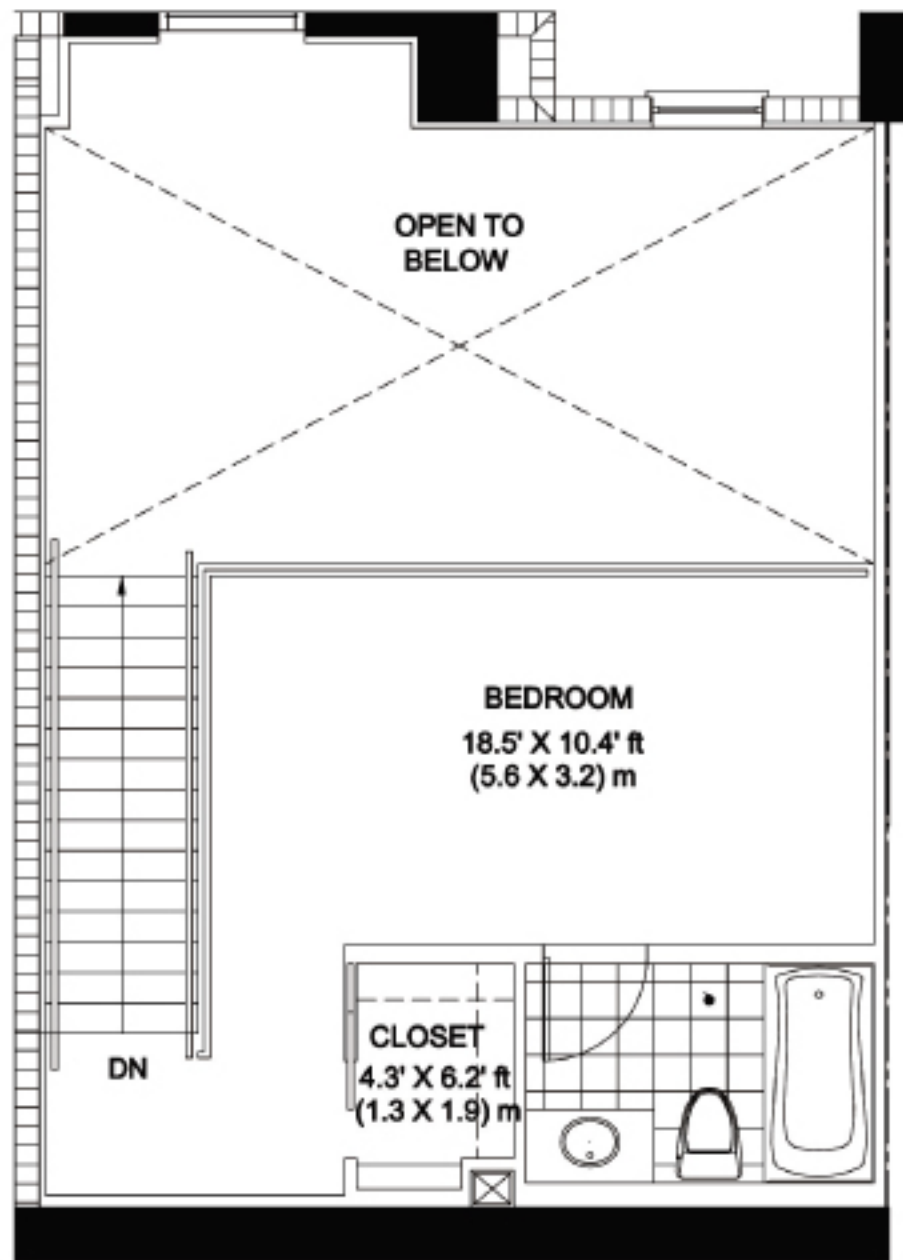 OPEN TO
BELOW
BEDROOM
18.5' X 10.4' ft
(5.6 X 3.2) m
CLOSET
4.3' X 6.2' ft
(1.3 X 1.9) m
DN